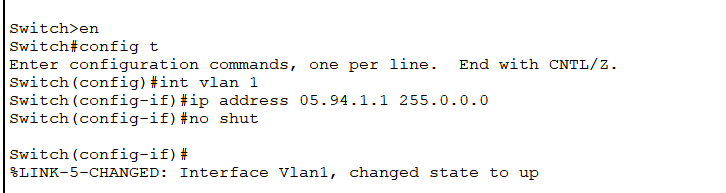 Switch>en
Switch#config t
Enter configuration commands, one per line.  End with CNTL/Z.
Switch(config)#int vlan 1
Switch(config-if)#ip address 05.94.1.1 255.0.0.0
Switch(config-if)#no shut
Switch(config-if)#
%LINK-5-CHANGED: Interface Vlan1, changed state to up